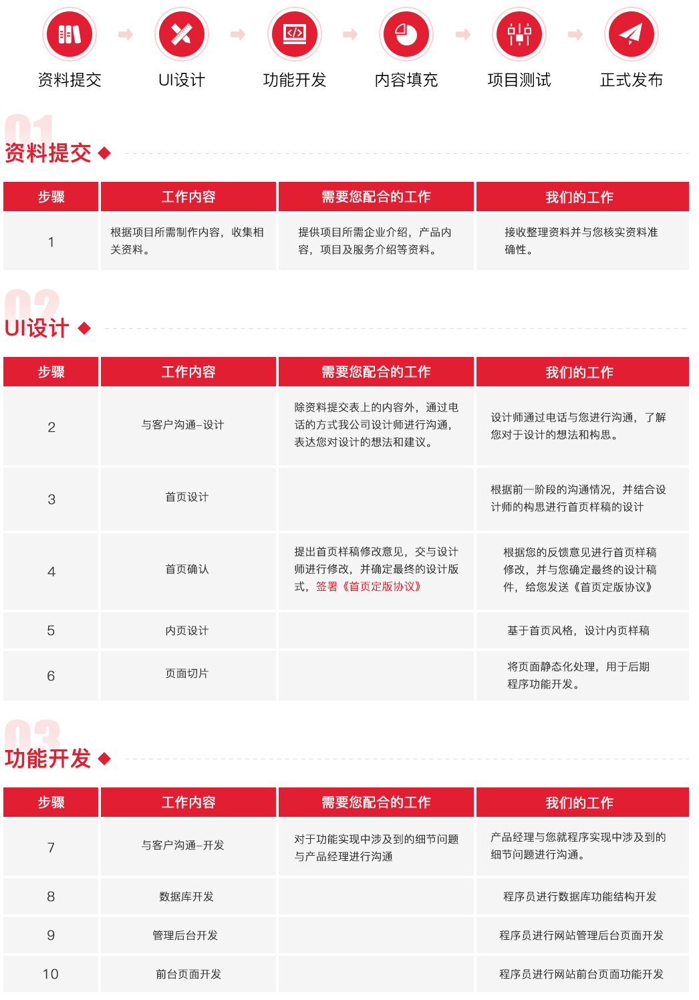 资料提交 UI设计 功能开发 内容填充 项目测试 正式发布
01
资料提交
步骤 工作内容 需要您配合的工作 我们的工作
1
根据项目所需制作内容，收集相
关资料。
提供项目所需企业介绍，产品内
容，项目及服务介绍等资料。
接收整理资料并与您核实资料准
确性。
02
UI设计
步骤 工作内容 需要您配合的工作 我们的工作
2
与客户沟通–设计
除资料提交表上的内容外，通过电
话的方式我公司设计师进行沟通，
表达您对设计的想法和建议。
设计师通过电话与您进行沟通，了解
您对于设计的想法和构思。
3
首页设计
根据前一阶段的沟通情况，并结合设
计师的构思进行首页样稿的设计
4
首页确认
提出首页样稿修改意见，交与设计
师进行修改，并确定最终的设计版
式，签署《首页定版协议》
根据您的反馈意见进行首页样稿
修改，并与您确定最终的设计稿
件，给您发送《首页定版协议》
5
内页设计
基于首页风格，设计内页样稿
6
页面切片
将页面静态化处理，用于后期
程序功能开发。
03
功能开发
步骤 工作内容 需要您配合的工作 我们的工作
7
与客户沟通–开发
对于功能实现中涉及到的细节问题
与产品经理进行沟通
产品经理与您就程序实现中涉及到的
细节问题进行沟通。
8
数据库开发
程序员进行数据库功能结构开发
9
管理后台开发
程序员进行网站管理后台页面开发
10
前台页面开发
程序员进行网站前台页面功能开发